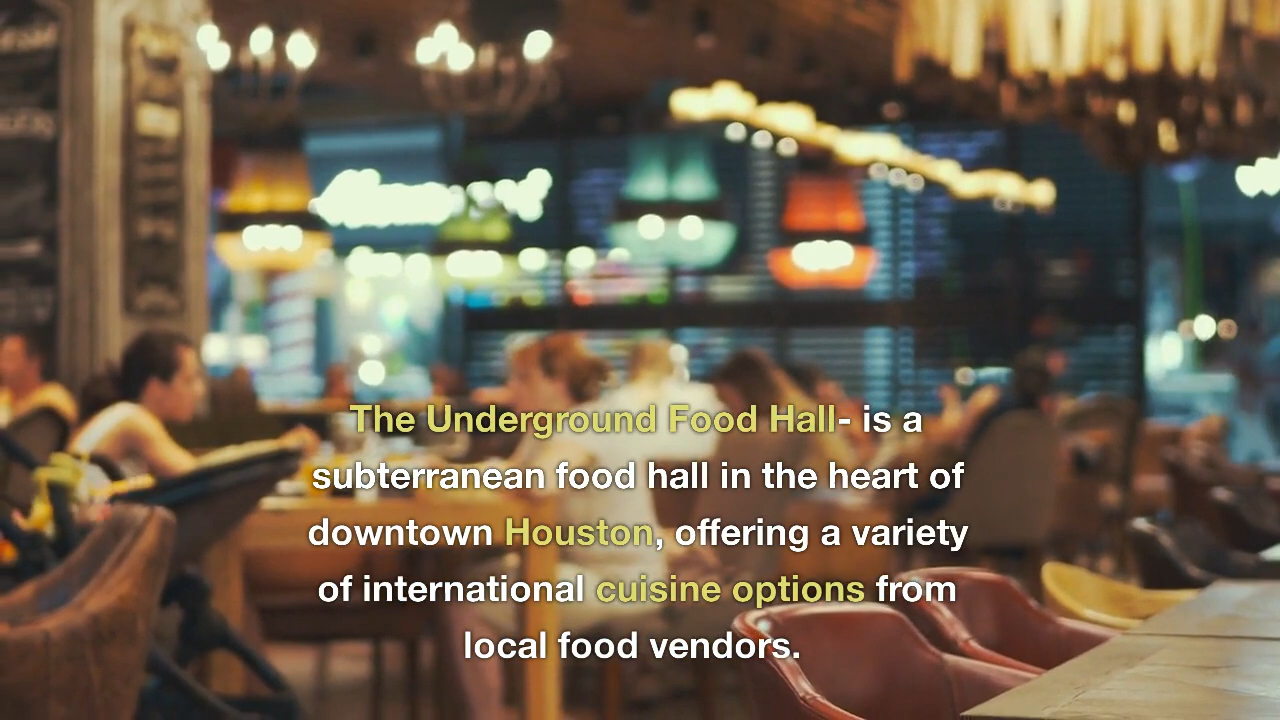 The Underground Food Hall- is a
subterranean food hall in the heart of
downtown Houston, offering a variety
of international cuisine options from
local food vendors.